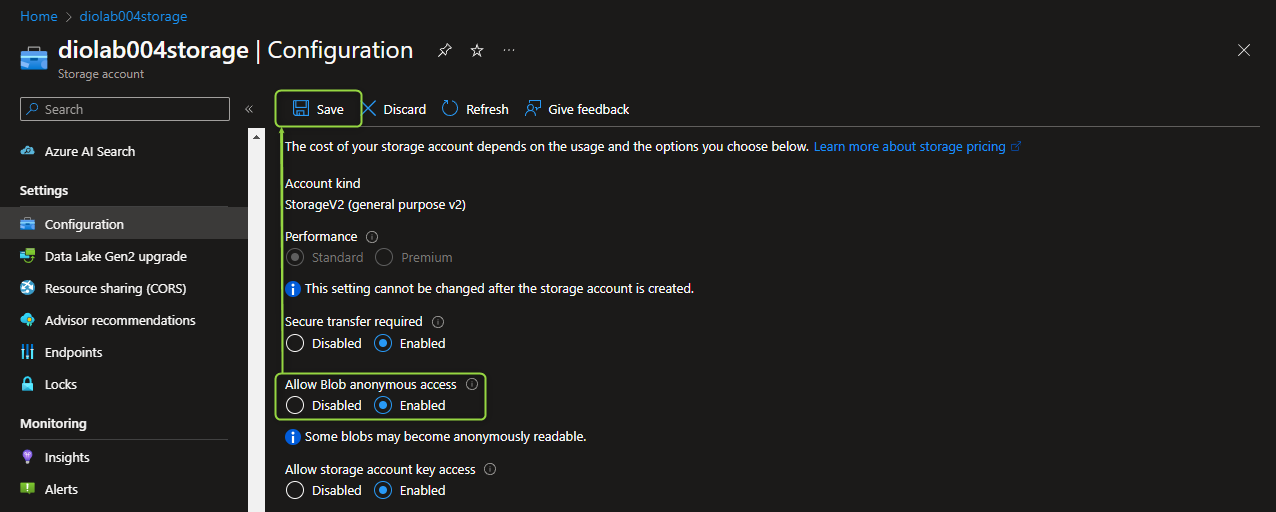 Home > diolab004storage
diolab004storage | Configuration ...
Storage account
Search «
Azure AI Search
Settings
Configuration
Data Lake Gen2 upgrade
Resource sharing (CORS)
Advisor recommendations
Endpoints
Locks
Monitoring
Insights
Alerts
Save Discard Refresh Give feedback
The cost of your storage account depends on the usage and the options you choose below. Learn more about storage pricing
Account kind
StorageV2 (general purpose v2)
Performance
Standard Premium
This setting cannot be changed after the storage account is created.
Secure transfer required
Disabled Enabled
Allow Blob anonymous access
Disabled Enabled
Some blobs may become anonymously readable.
Allow storage account key access
Disabled Enabled